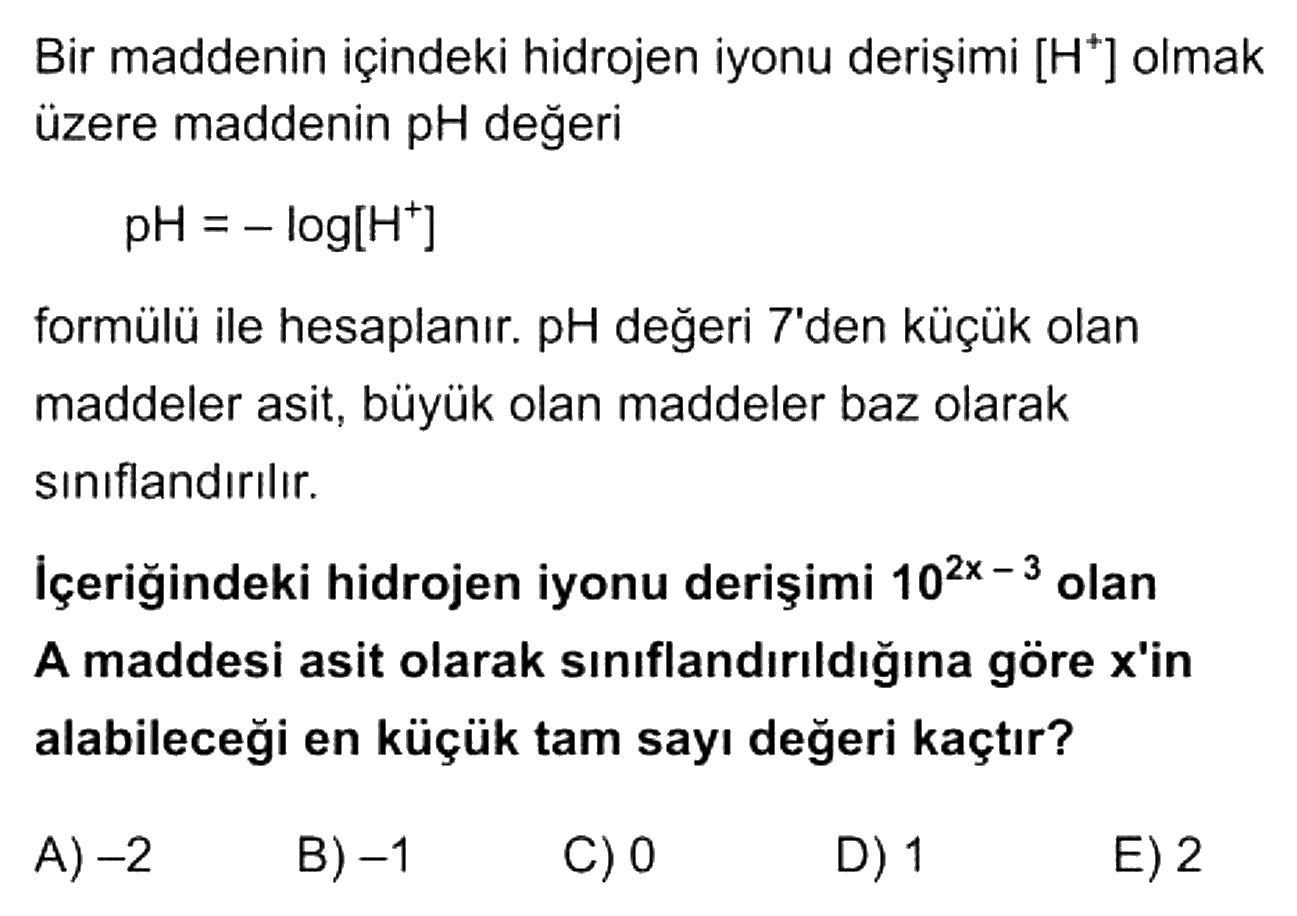 Bir maddenin içindeki hidrojen iyonu derişimi [H⁺] olmak
üzere maddenin pH değeri
pH = – log[H⁺]
formülü ile hesaplanır. pH değeri 7'den küçük olan
maddeler asit, büyük olan maddeler baz olarak
sınıflandırılır.
İçeriğindeki hidrojen iyonu derişimi 10²ˣ ⁻ ³ olan
A maddesi asit olarak sınıflandırıldığına göre x'in
alabileceği en küçük tam sayı değeri kaçtır?
A) –2 B) –1 C) 0 D) 1 E) 2